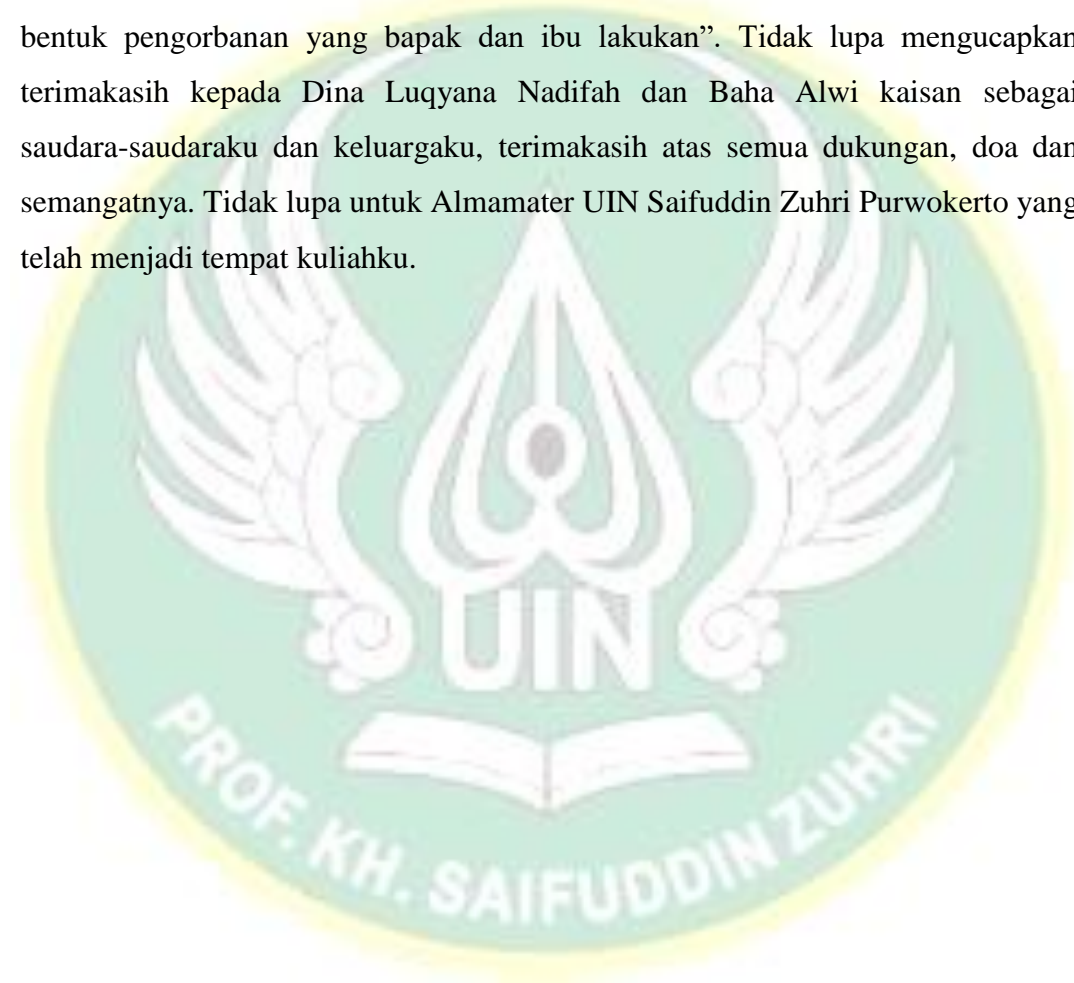 bentuk pengorbanan yang bapak dan ibu lakukan”. Tidak lupa mengucapkan
terimakasih kepada Dina Luqyana Nadifah dan Baha Alwi kaisan sebagai
saudara-saudaraku dan keluargaku, terimakasih atas semua dukungan, doa dan
semangatnya. Tidak lupa untuk Almamater UIN Saifuddin Zuhri Purwokerto yang
telah menjadi tempat kuliahku.
UIN
PROF. KH. SAIFUDDIN ZUHRI